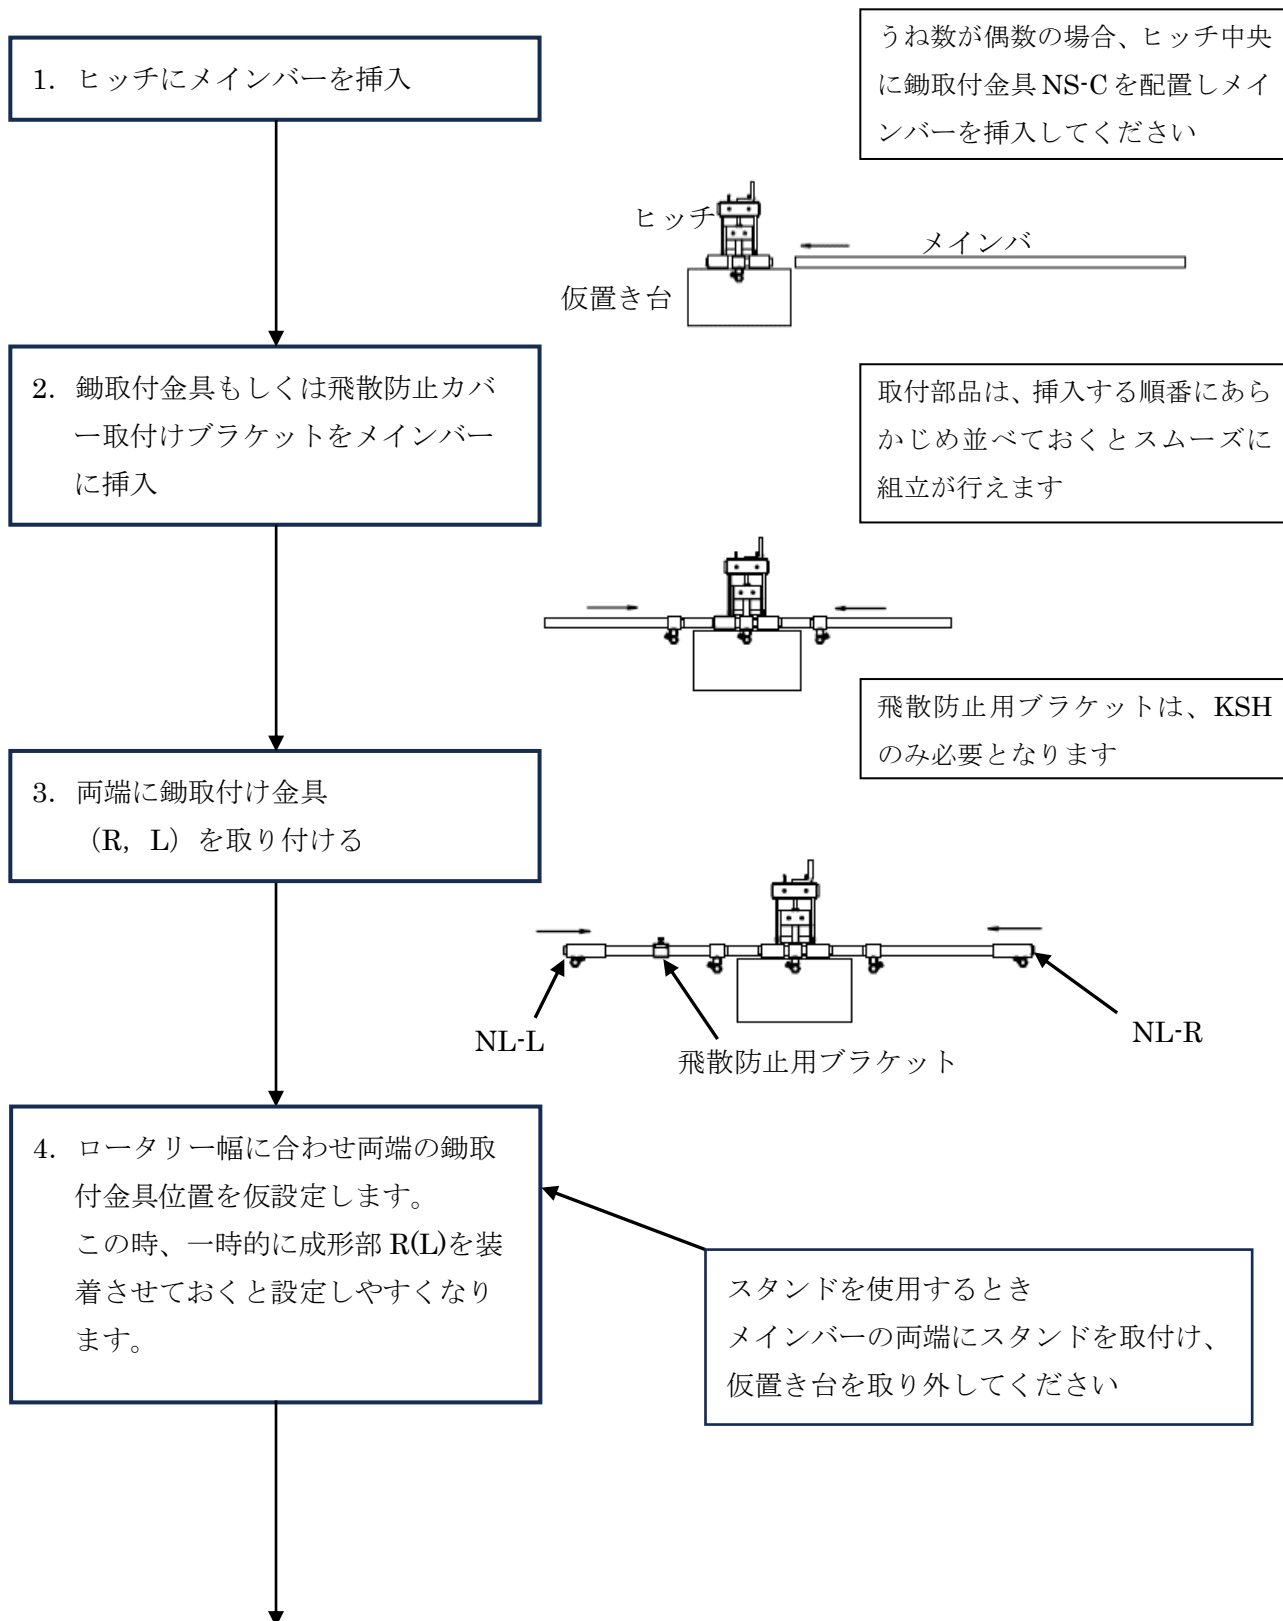 1. ヒッチにメインバーを挿入
うね数が偶数の場合、ヒッチ中央
に鋤取付金具 NS-C を配置しメイ
ンバーを挿入してください
ヒッチ
メインバ
仮置き台
2. 鋤取付金具もしくは飛散防止カバ
ー取付けブラケットをメインバー
に挿入
取付部品は、挿入する順番にあら
かじめ並べておくとスムーズに
組立が行えます
飛散防止用ブラケットは、KSH
のみ必要となります
3. 両端に鋤取付け金具
（R，L）を取り付ける
NL-L
飛散防止用ブラケット
NL-R
4. ロータリー幅に合わせ両端の鋤取
付金具位置を仮設定します。
この時、一時的に成形部 R(L)を装
着させておくと設定しやすくなり
ます。
スタンドを使用するとき
メインバーの両端にスタンドを取付け、
仮置き台を取り外してください